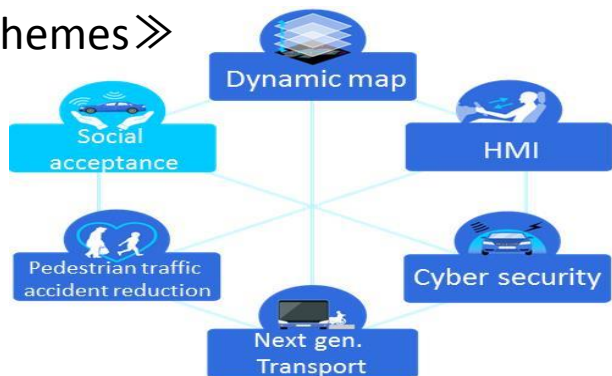 hemes≫
Dynamic map
Social
acceptance
HMI
Pedestrian traffic
accident reduction
Cyber security
Next gen.
Transport